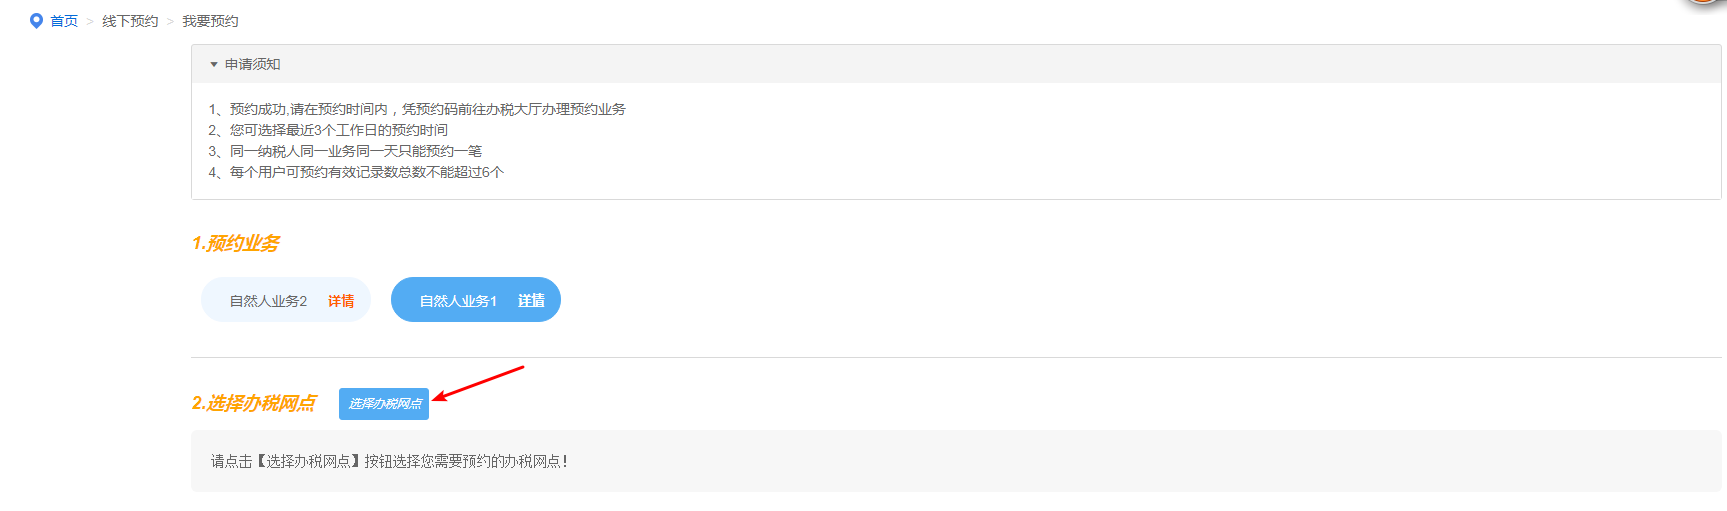 首页 > 线下预约 > 我要预约
申请须知
1、预约成功,请在预约时间内，凭预约码前往办税大厅办理预约业务
2、您可选择最近3个工作日的预约时间
3、同一纳税人同一业务同一天只能预约一笔
4、每个用户可预约有效记录数总数不能超过6个
1.预约业务
自然人业务2 详情 自然人业务1 详情
2.选择办税网点 选择办税网点
请点击【选择办税网点】按钮选择您需要预约的办税网点！